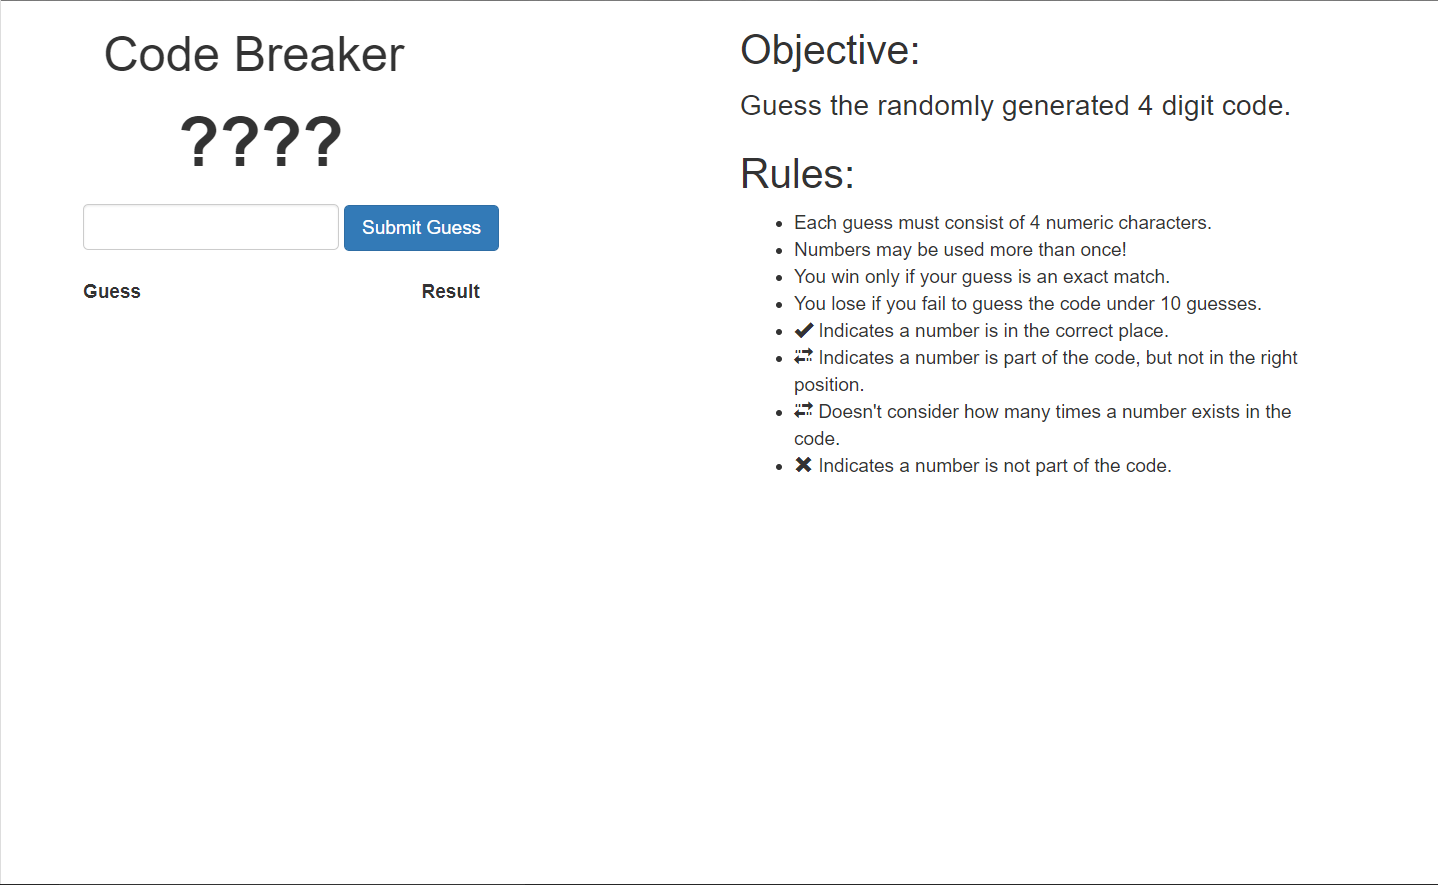 Code Breaker
????
Submit Guess
Guess Result
Objective:
Guess the randomly generated 4 digit code.
Rules:
• Each guess must consist of 4 numeric characters.
• Numbers may be used more than once!
• You win only if your guess is an exact match.
• You lose if you fail to guess the code under 10 guesses.
• ✔ Indicates a number is in the correct place.
• ⇄ Indicates a number is part of the code, but not in the right
position.
• ⇄ Doesn't consider how many times a number exists in the
code.
• ✖ Indicates a number is not part of the code.